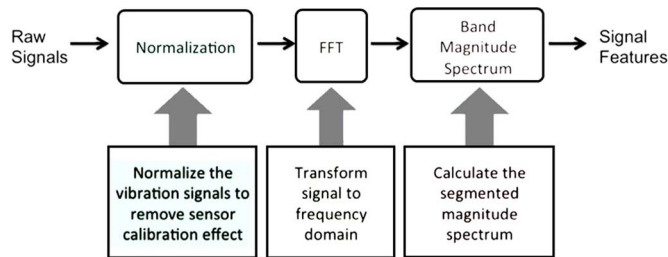 Raw
Signals
Normalization
FFT
Band
Magnitude
Spectrum
Signal
Features
Normalize the
vibration signals to
remove sensor
calibration effect
Transform
signal to
frequency
domain
Calculate the
segmented
magnitude
spectrum